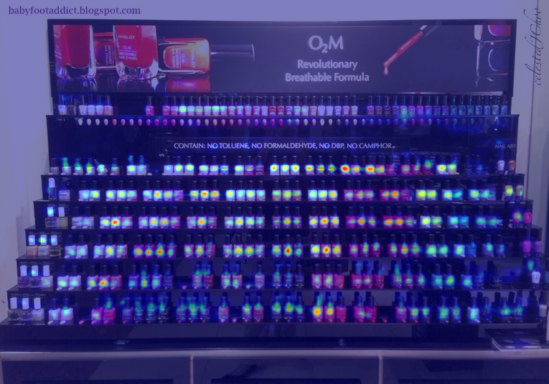 babyfootaddict.blogspot.com
O2M
Revolutionary
Breathable Formula
CONTAIN: NO TOLUENE, NO FORMALDEHYDE, NO DBP, NO CAMPHOR